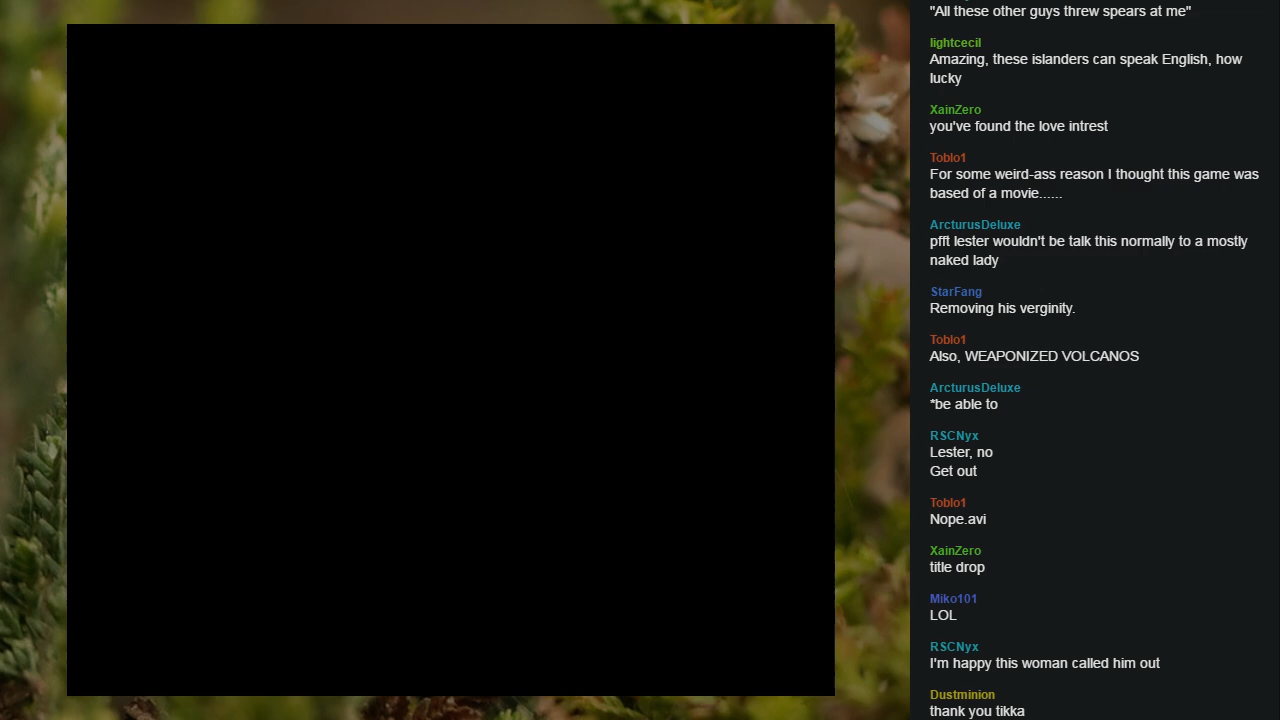 "All these other guys threw spears at me"
lightcecil
Amazing, these islanders can speak English, how
lucky
XainZero
you've found the love intrest
Toblo1
For some weird-ass reason I thought this game was
based of a movie......
ArcturusDeluxe
pfft lester wouldn't be talk this normally to a mostly
naked lady
StarFang
Removing his verginity.
Toblo1
Also, WEAPONIZED VOLCANOS
ArcturusDeluxe
*be able to
RSCNyx
Lester, no
Get out
Toblo1
Nope.avi
XainZero
title drop
Miko101
LOL
RSCNyx
I'm happy this woman called him out
Dustminion
thank you tikka